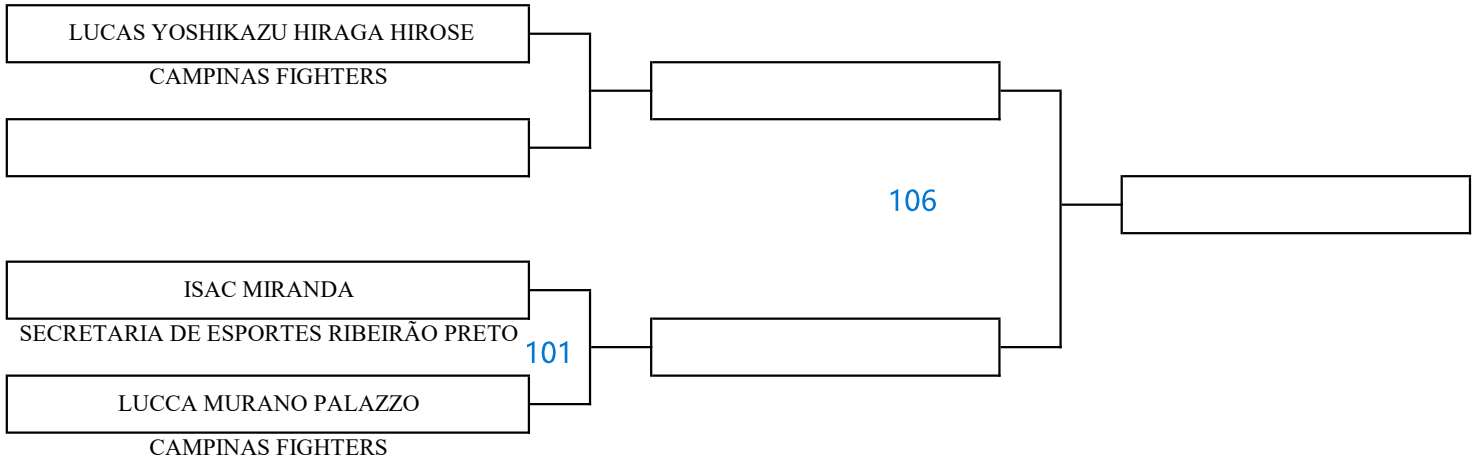 LUCAS YOSHIKAZU HIRAGA HIROSE
CAMPINAS FIGHTERS
106
ISAC MIRANDA
SECRETARIA DE ESPORTES RIBEIRÃO PRETO
101
LUCCA MURANO PALAZZO
CAMPINAS FIGHTERS